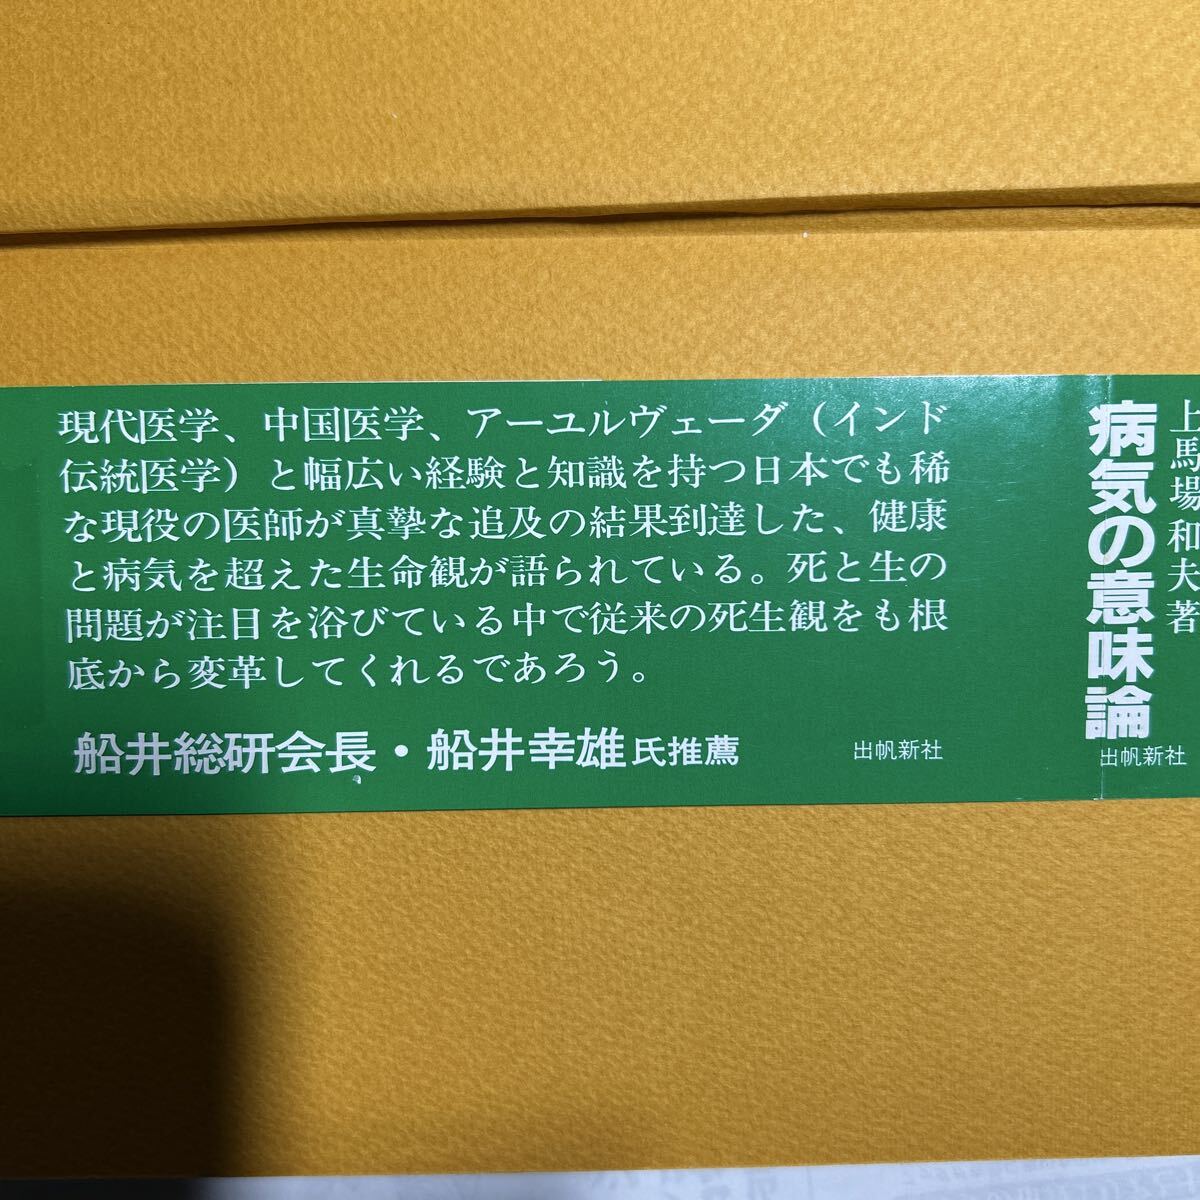 現代医学、中国医学、アーユルヴェーダ（インド
伝統医学）と幅広い経験と知識を持つ日本でも稀
な現役の医師が真摯な追及の結果到達した、健康
と病気を超えた生命観が語られている。死と生の
問題が注目を浴びている中で従来の死生観をも根
底から変革してくれるであろう。
船井総研会長・船井幸雄氏推薦
出帆新社
上馬場和夫著
病気の意味論
出帆新社